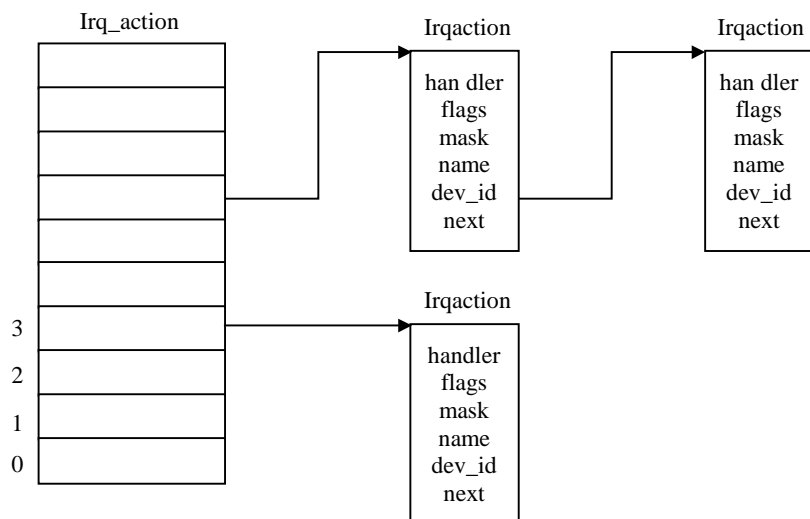 Irq_action
Irqaction
han dler
flags
mask
name
dev_id
next
Irqaction
han dler
flags
mask
name
dev_id
next
Irqaction
handler
flags
mask
name
dev_id
next
3
2
1
0